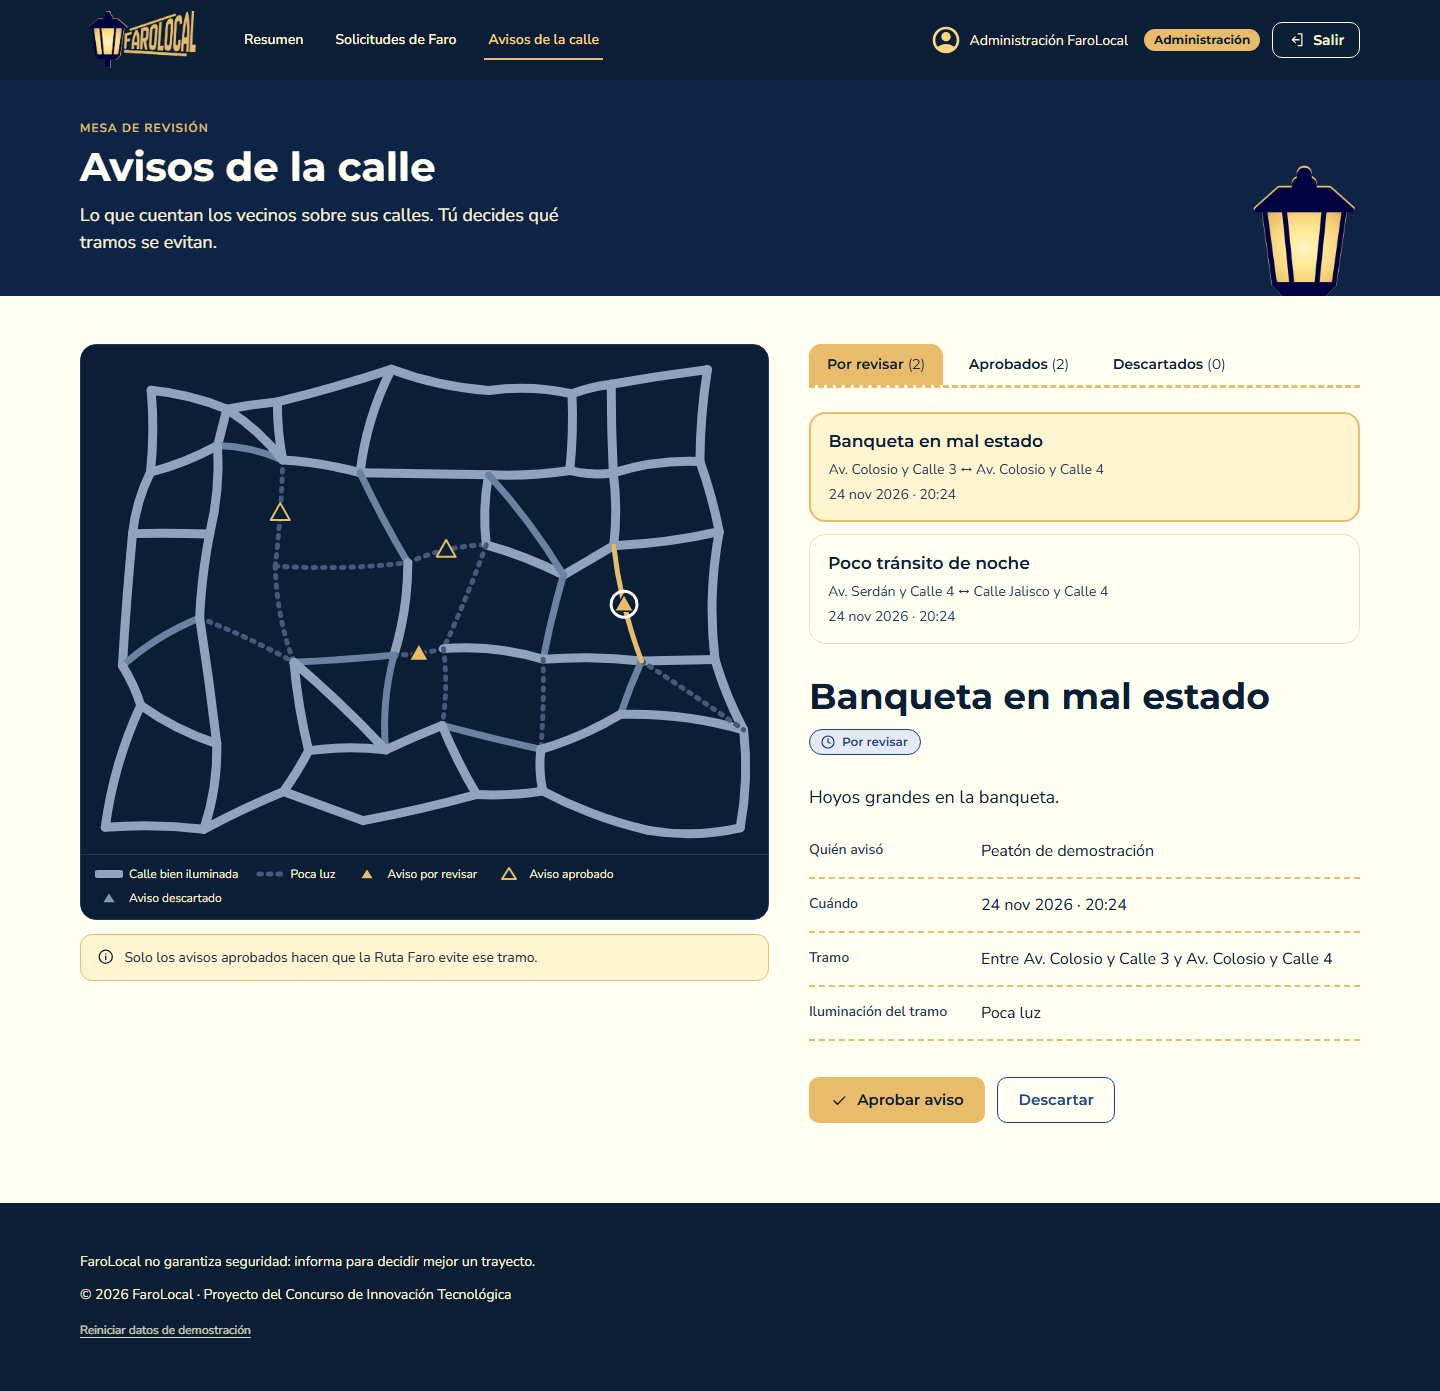 FAROLOCAL
Resumen
Solicitudes de Faro
Avisos de la calle
Administración FaroLocal
Administración
Salir
MESA DE REVISIÓN
Avisos de la calle
Lo que cuentan los vecinos sobre sus calles. Tú decides qué
tramos se evitan.
Calle bien iluminada
Poca luz
Aviso por revisar
Aviso aprobado
Aviso descartado
Solo los avisos aprobados hacen que la Ruta Faro evite ese tramo.
Por revisar (2)
Aprobados (2)
Descartados (0)
Banqueta en mal estado
Av. Colosio y Calle 3 ↔ Av. Colosio y Calle 4
24 nov 2026 · 20:24
Poco tránsito de noche
Av. Serdán y Calle 4 ↔ Calle Jalisco y Calle 4
24 nov 2026 · 20:24
Banqueta en mal estado
Por revisar
Hoyos grandes en la banqueta.
Quién avisó
Peatón de demostración
Cuándo
24 nov 2026 · 20:24
Tramo
Entre Av. Colosio y Calle 3 y Av. Colosio y Calle 4
Iluminación del tramo
Poca luz
Aprobar aviso
Descartar
FaroLocal no garantiza seguridad: informa para decidir mejor un trayecto.
© 2026 FaroLocal · Proyecto del Concurso de Innovación Tecnológica
Reiniciar datos de demostración